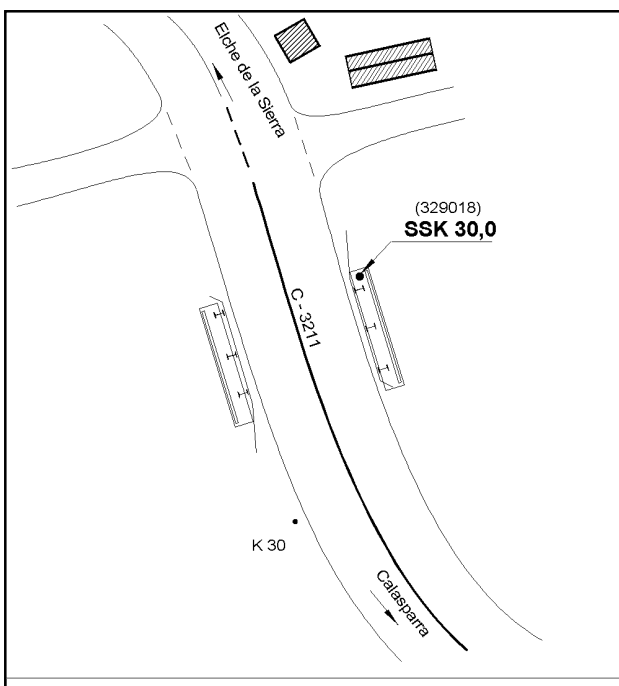 Elche de la Sierra
(329018)
SSK 30,0
C - 3211
K 30
Calasparra